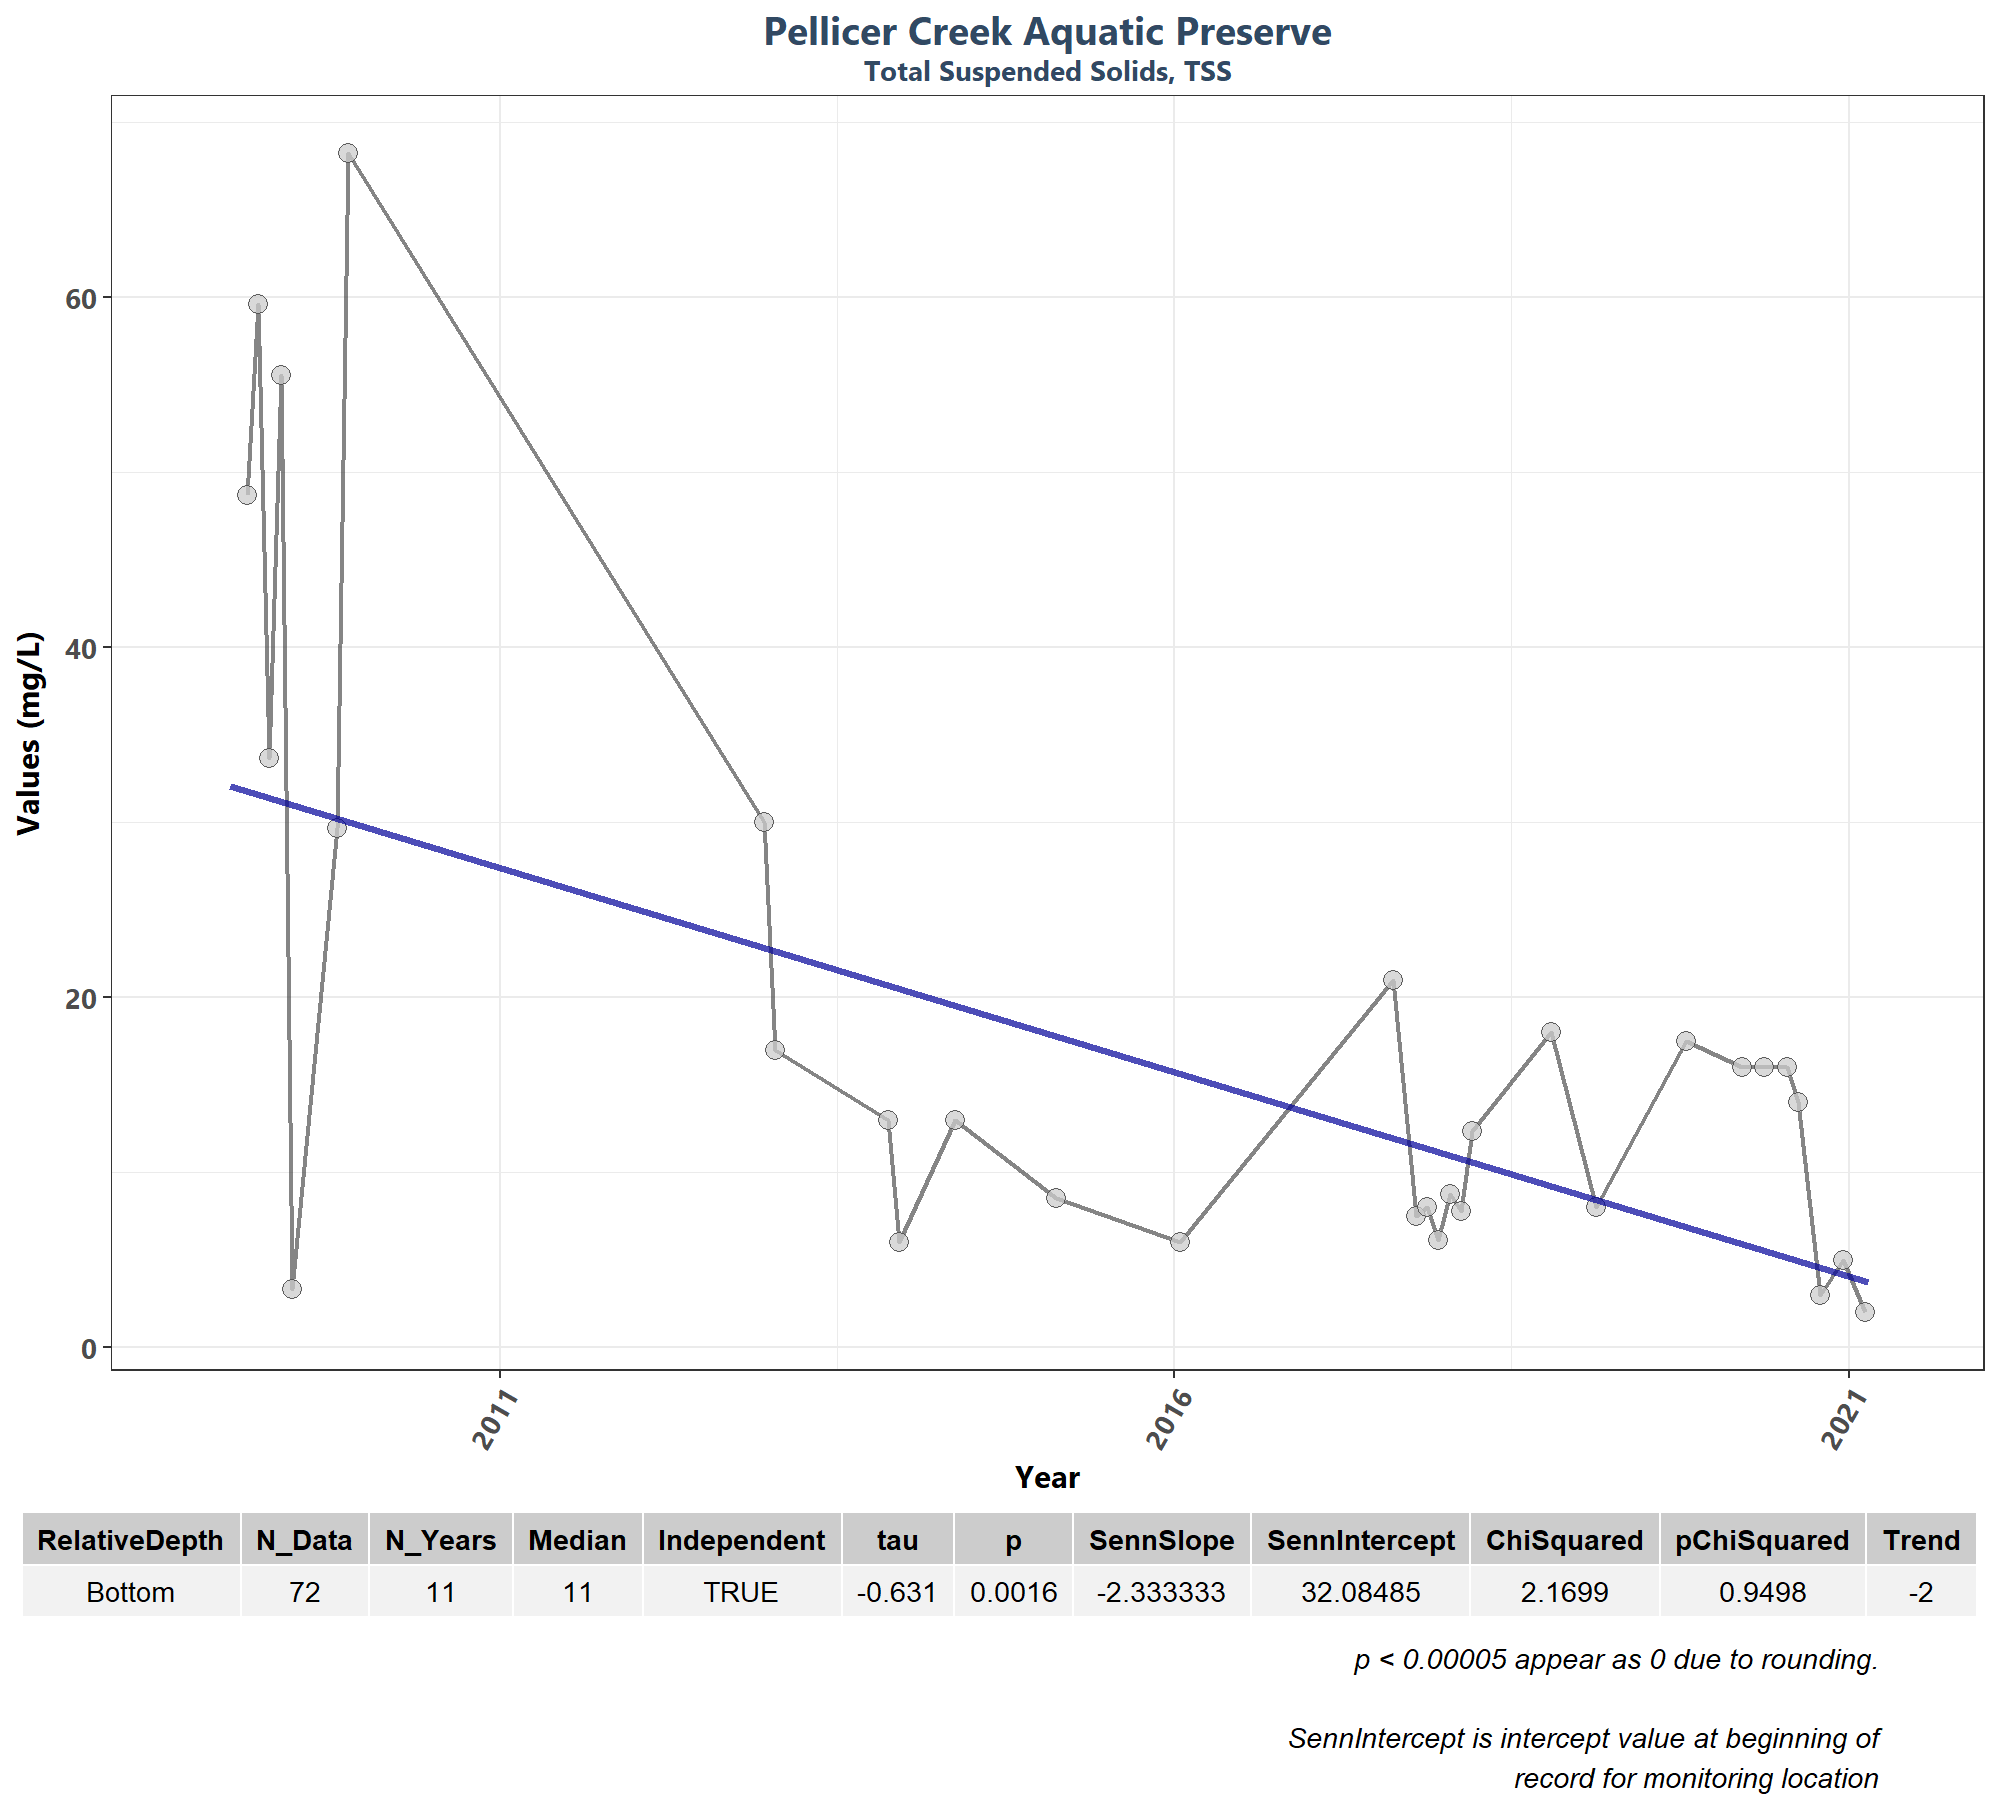 Pellicer Creek Aquatic Preserve
Total Suspended Solids, TSS
Values (mg/L)
60
40
20
0
2011 2016 2021
Year
RelativeDepth N_Data N_Years Median Independent tau p SennSlope SennIntercept ChiSquared pChiSquared Trend
Bottom 72 11 11 TRUE -0.631 0.0016 -2.333333 32.08485 2.1699 0.9498 -2
p < 0.00005 appear as 0 due to rounding.
SennIntercept is intercept value at beginning of
record for monitoring location